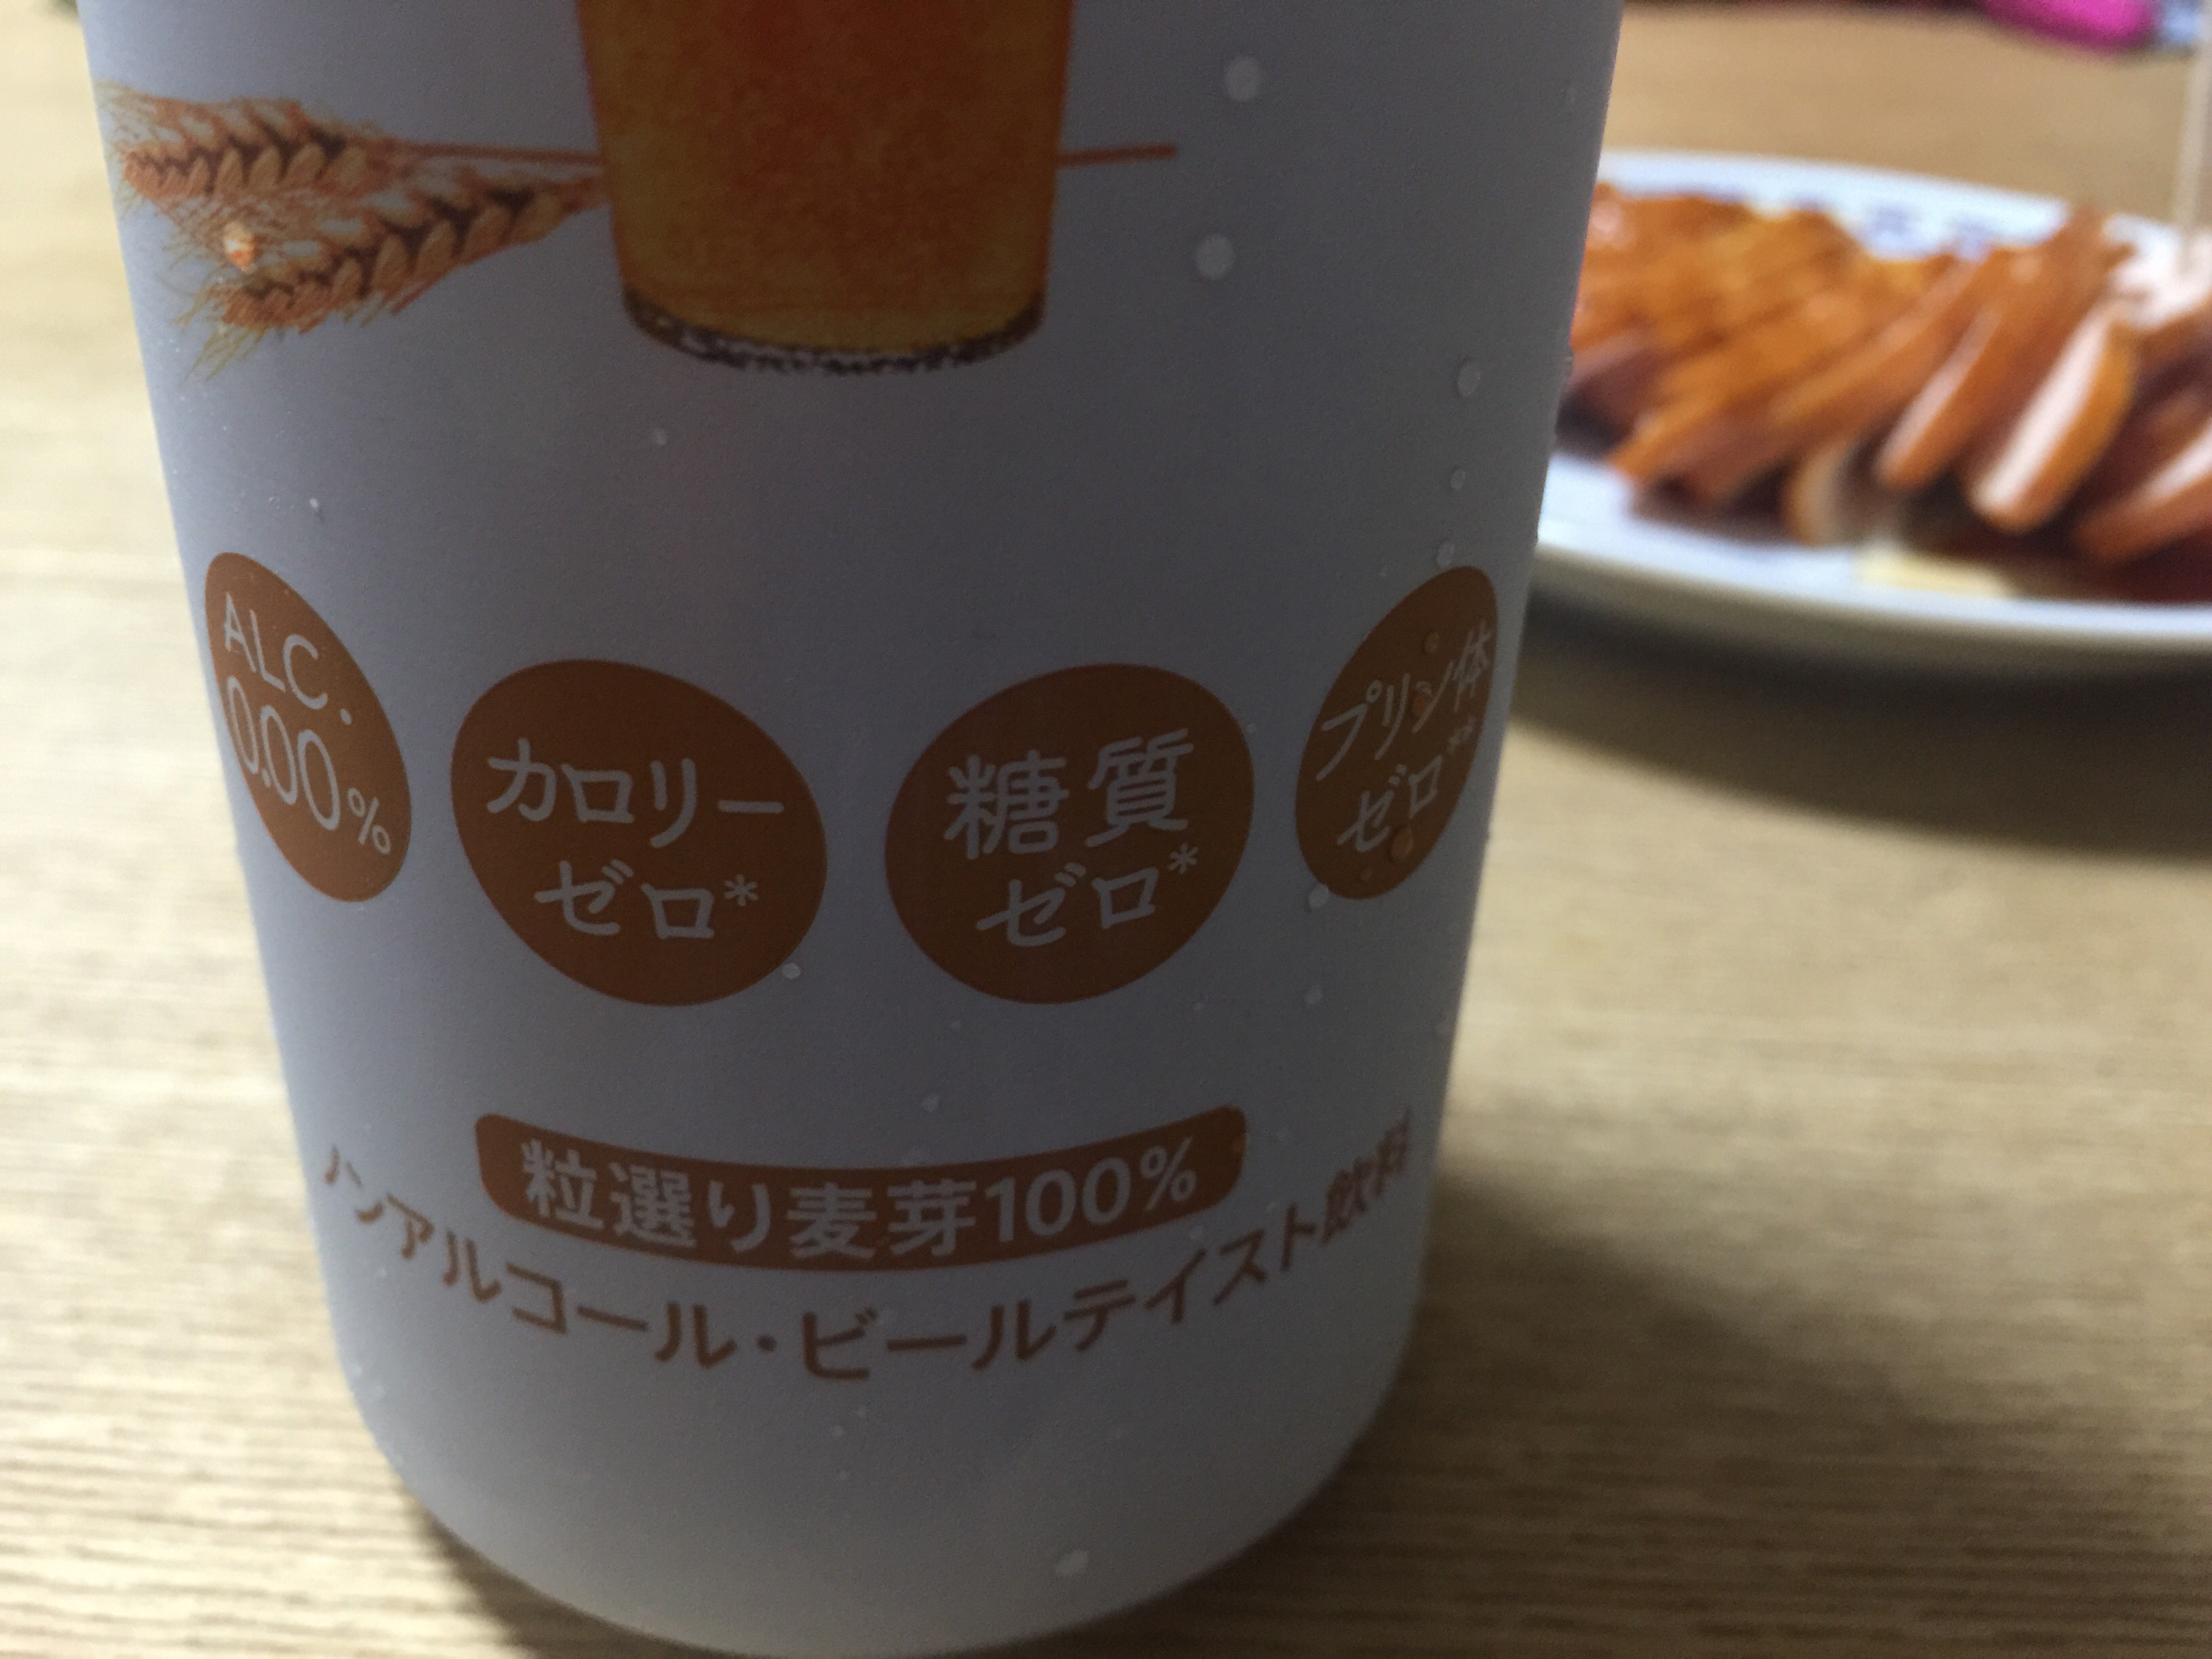 ALC.
0.00%
カロリー
ゼロ*
糖質
ゼロ*
プリン体
ゼロ**
粒選り麦芽100%
ノンアルコール・ビールテイスト飲料